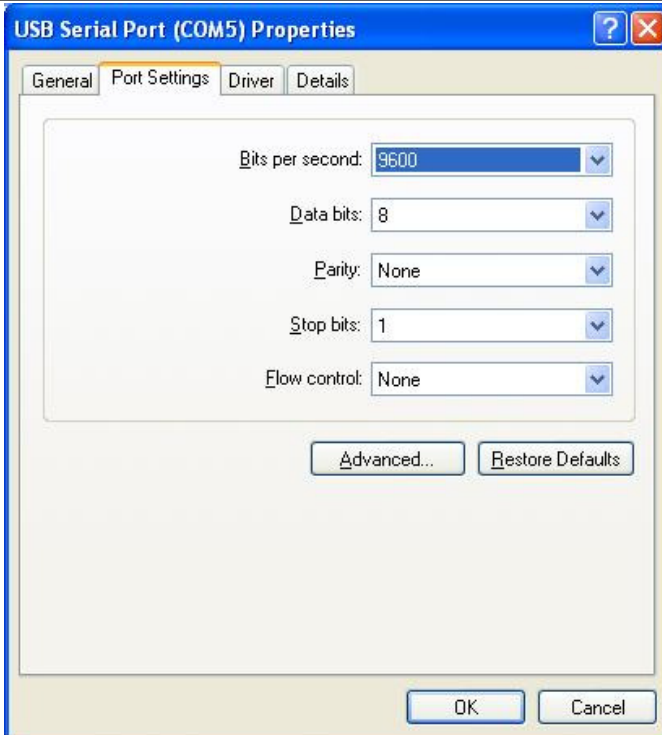 USB Serial Port (COM5) Properties
?
X
General
Port Settings
Driver
Details
Bits per second: 9600
Data bits: 8
Parity: None
Stop bits: 1
Flow control: None
Advanced...
Restore Defaults
OK
Cancel